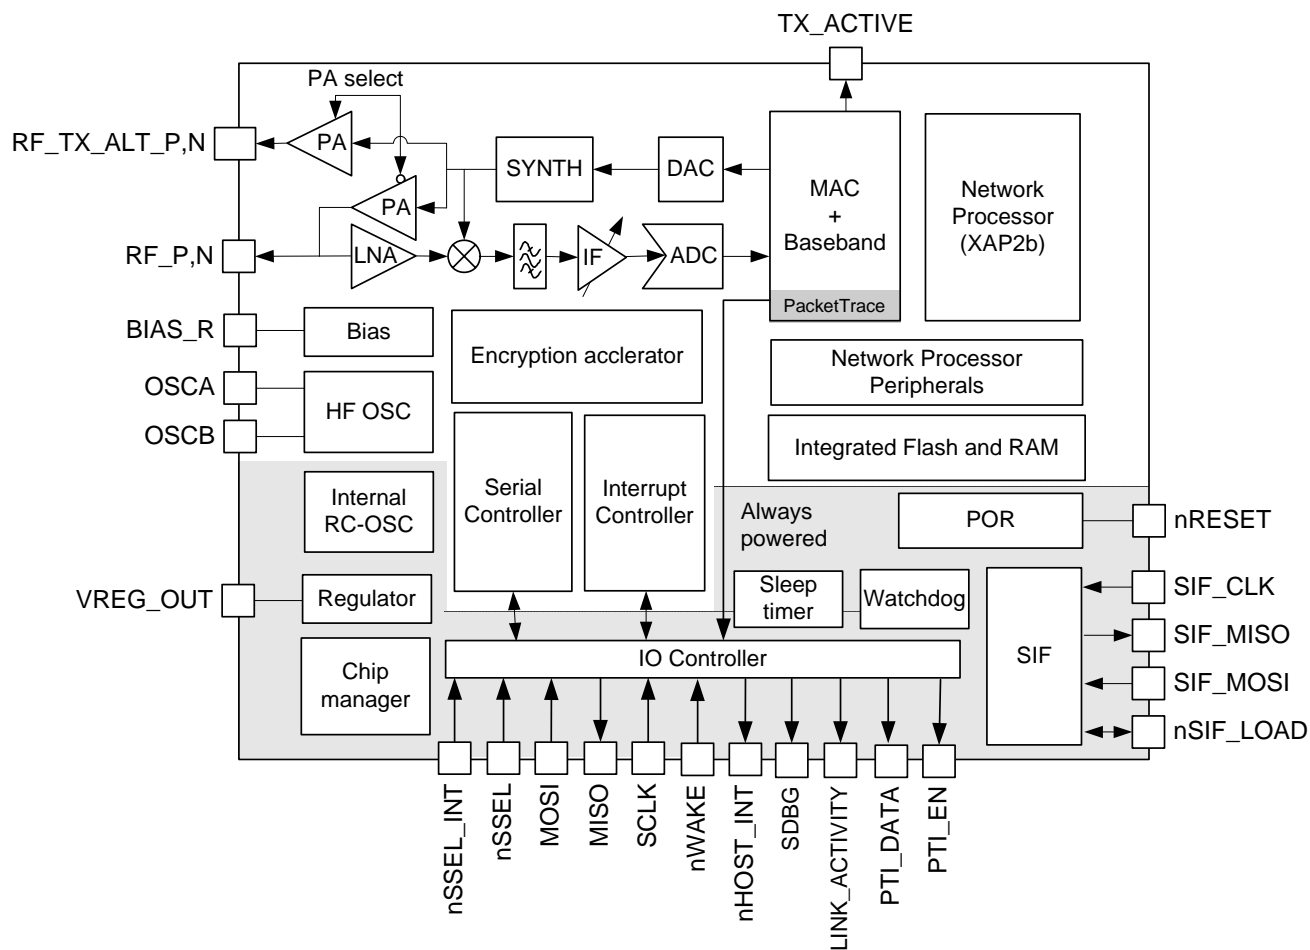 TX_ACTIVE
PA select
RF_TX_ALT_P,N
PA
SYNTH
DAC
MAC
+
Baseband
Network
Processor
(XAP2b)
PA
RF_P,N
LNA
IF
ADC
PacketTrace
BIAS_R
Bias
Encryption acclerator
Network Processor
Peripherals
OSCA
HF OSC
OSCB
Integrated Flash and RAM
Internal
RC-OSC
Serial
Controller
Interrupt
Controller
Always
powered
POR
nRESET
VREG_OUT
Regulator
Sleep
timer
Watchdog
SIF_CLK
SIF_MISO
SIF
SIF_MOSI
nSIF_LOAD
IO Controller
Chip
manager
nSSEL_INT
nSSEL
MOSI
MISO
SCLK
nWAKE
nHOST_INT
SDBG
LINK_ACTIVITY
PTI_DATA
PTI_EN